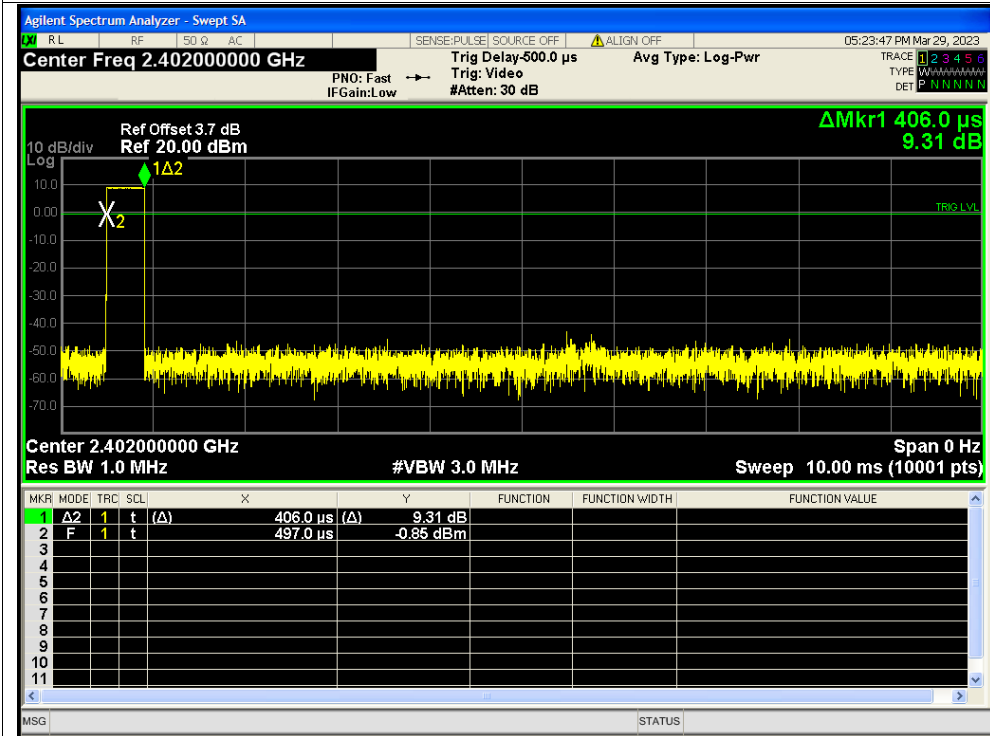 Agilent Spectrum Analyzer - Swept SA
LXI RL RF 50 Ω AC SENSE:PULSE SOURCE OFF ALIGN OFF 05:23:47 PM Mar 29, 2023
Center Freq 2.402000000 GHz
PNO: Fast
IFGain:Low
Trig Delay-500.0 µs
Trig: Video
#Atten: 30 dB
Avg Type: Log-Pwr
TRACE 1 2 3 4 5 6
TYPE WWWWWWW
DET P N N N N N
ΔMkr1 406.0 µs
9.31 dB
Ref Offset 3.7 dB
10 dB/div Ref 20.00 dBm
Log
1Δ2
10.0
0.00
X2
TRIG LVL
-10.0
-20.0
-30.0
-40.0
-50.0
-60.0
-70.0
Center 2.402000000 GHz Span 0 Hz
Res BW 1.0 MHz #VBW 3.0 MHz Sweep 10.00 ms (10001 pts)
MKR MODE TRC SCL X Y FUNCTION FUNCTION WIDTH FUNCTION VALUE
1 Δ2 1 t (Δ) 406.0 µs (Δ) 9.31 dB
2 F 1 t 497.0 µs -0.85 dBm
3
4
5
6
7
8
9
10
11
MSG STATUS